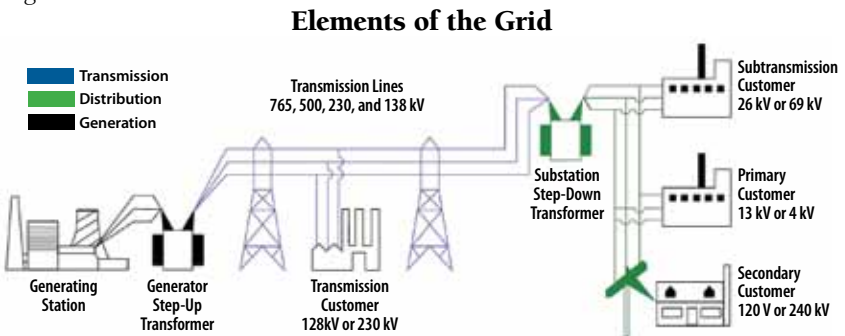 Elements of the Grid
Transmission
Distribution
Generation
Transmission Lines
765, 500, 230, and 138 kV
Subtransmission
Customer
26 kV or 69 kV
Substation
Step-Down
Transformer
Primary
Customer
13 kV or 4 kV
Generating
Station
Generator
Step-Up
Transformer
Transmission
Customer
128kV or 230 kV
Secondary
Customer
120 V or 240 kV